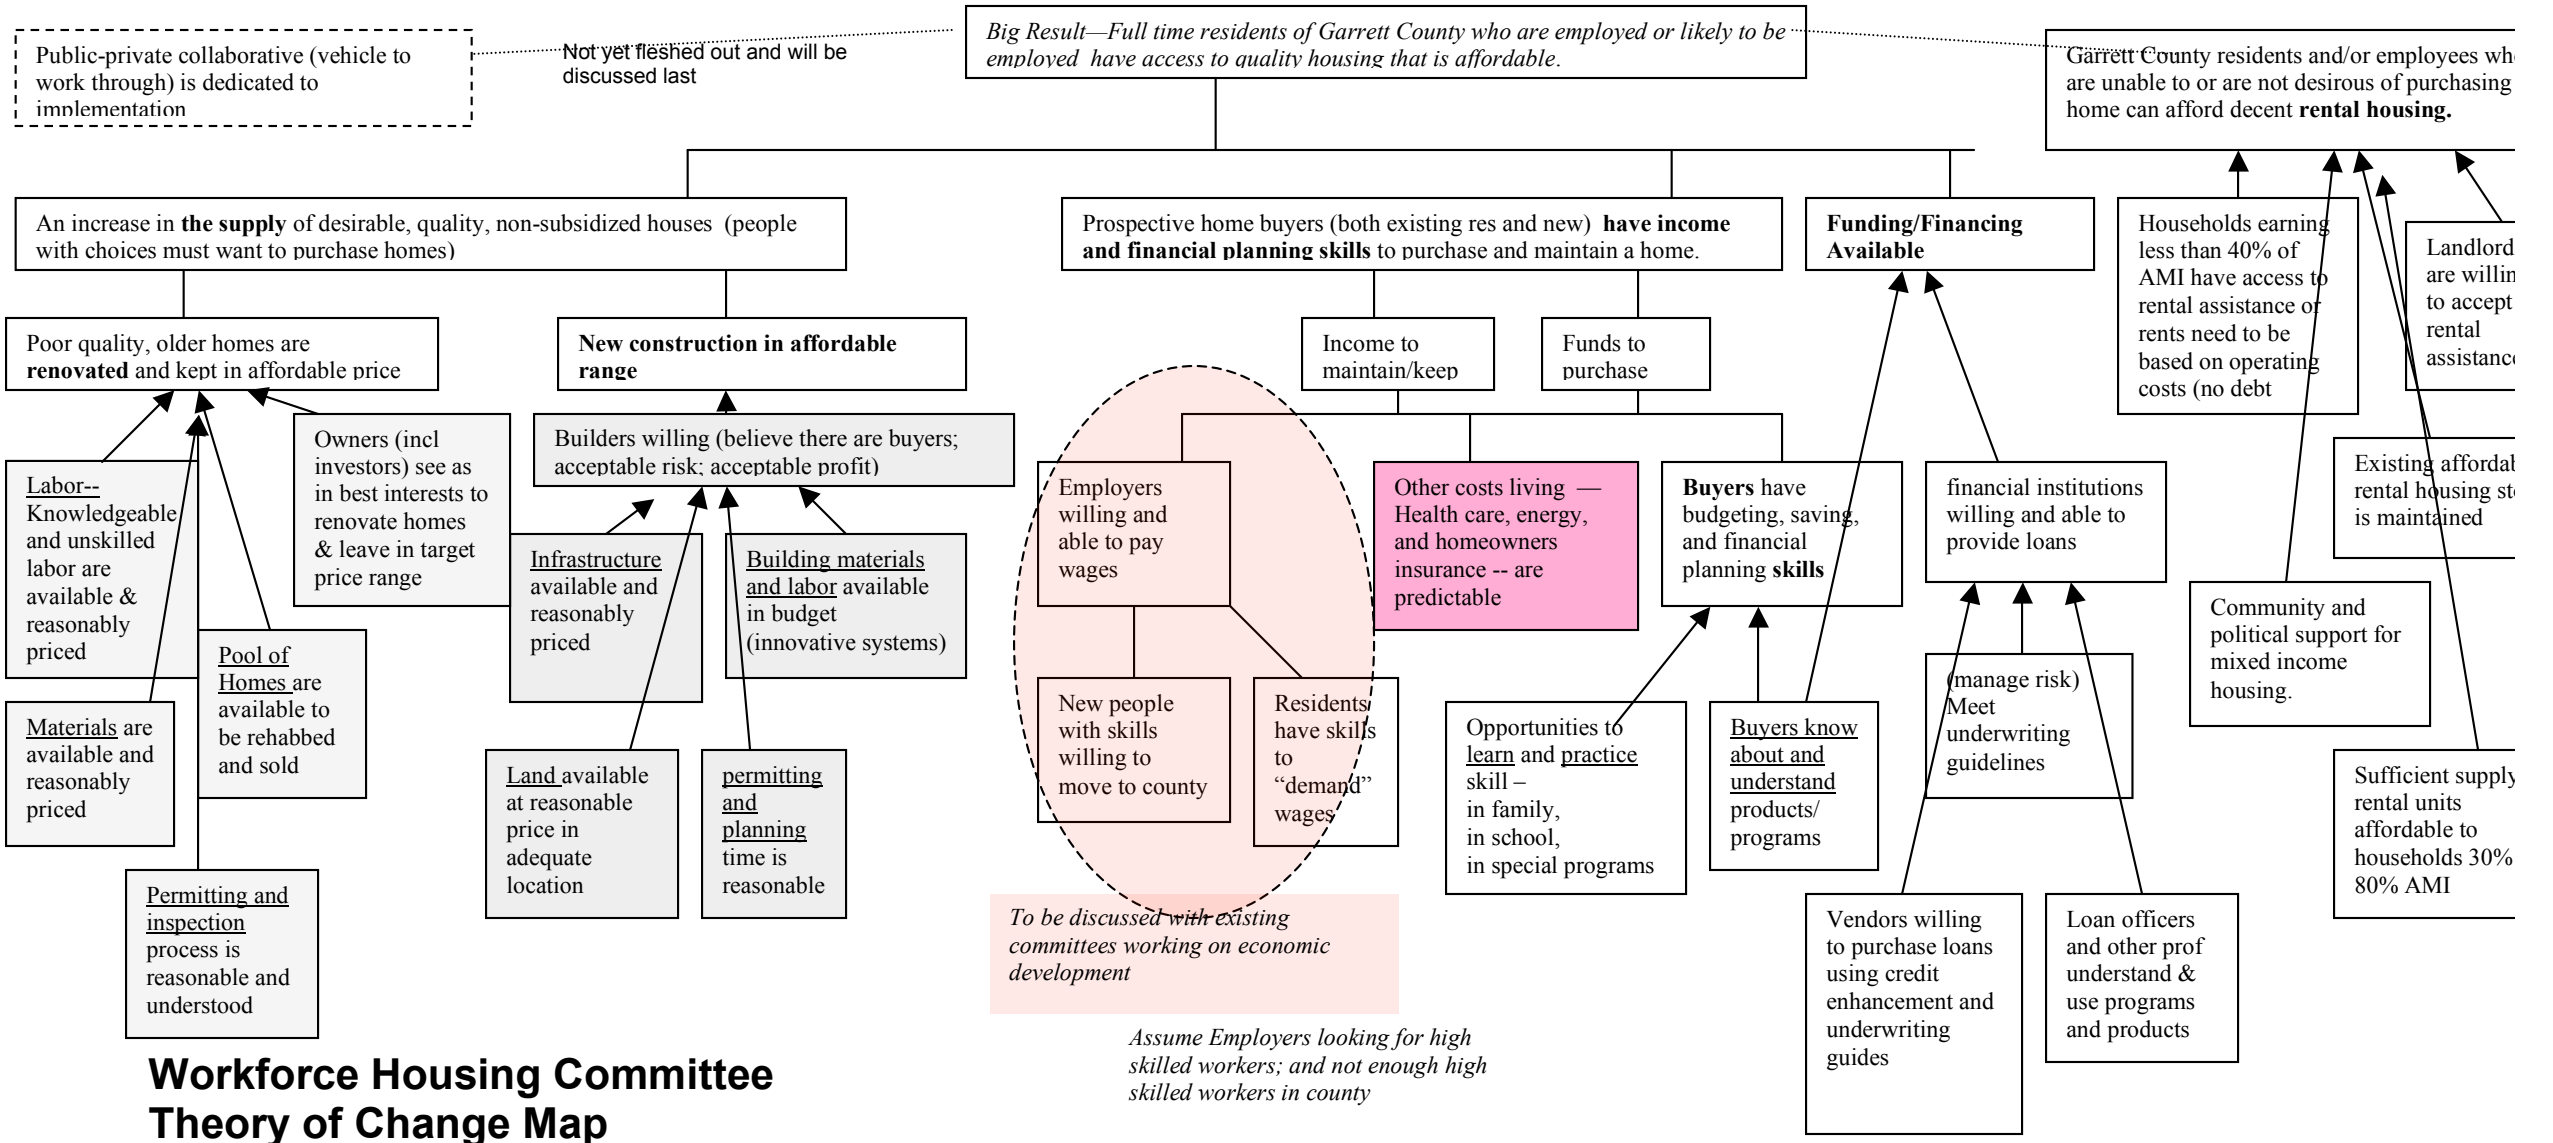 Public-private collaborative (vehicle to
work through) is dedicated to
implementation
Not yet fleshed out and will be
discussed last
Big Result—Full time residents of Garrett County who are employed or likely to be
employed have access to quality housing that is affordable.
Garrett County residents and/or employees
are unable to or are not desirous of purchasing
home can afford decent rental housing.
An increase in the supply of desirable, quality, non-subsidized houses (people
with choices must want to purchase homes)
Prospective home buyers (both existing res and new) have income
and financial planning skills to purchase and maintain a home.
Funding/Financing
Available
Households earning
less than 40% of
AMI have access to
rental assistance or
rents need to be
based on operating
costs (no debt
Landlord
are
to accept
rental
Poor quality, older homes are
renovated and kept in affordable price
New construction in affordable
range
Income to
maintain/keep
Funds to
purchase
Labor--
Knowledgeable
and unskilled
labor are
available &
reasonably
priced
Owners (incl
investors) see as
in best interests to
renovate homes
& leave in target
price range
Builders willing (believe there are buyers;
acceptable risk; acceptable profit)
Infrastructure
available and
reasonably
priced
Building materials
and labor available
in budget
(innovative systems)
Employers
willing and
able to pay
wages
Other costs living —
Health care, energy,
and homeowners
insurance -- are
predictable
Buyers have
budgeting, saving,
and financial
planning skills
financial institutions
willing and able to
provide loans
Existing
rental housing
is maintained
Community and
political support for
mixed income
housing.
Pool of
Homes are
available to
be rehabbed
and sold
Materials are
available and
reasonably
priced
Permitting and
inspection
process is
reasonable and
understood
Land available
at reasonable
price in
adequate
location
permitting
and
planning
time is
reasonable
New people
with skills
willing to
move to county
Residents
have skills
to
“demand”
wages
Opportunities to
learn and practice
skill –
in family,
in school,
in special programs
Buyers know
about and
understand
products/
programs
(manage risk)
Meet
underwriting
guidelines
Sufficient supply
rental units
affordable to
households 30%
80% AMI
To be discussed with existing
committees working on economic
development
Vendors willing
to purchase loans
using credit
enhancement and
underwriting
guides
Loan officers
and other prof
understand &
use programs
and products
Assume Employers looking for high
skilled workers; and not enough high
skilled workers in county
Workforce Housing Committee
Theory of Change Map